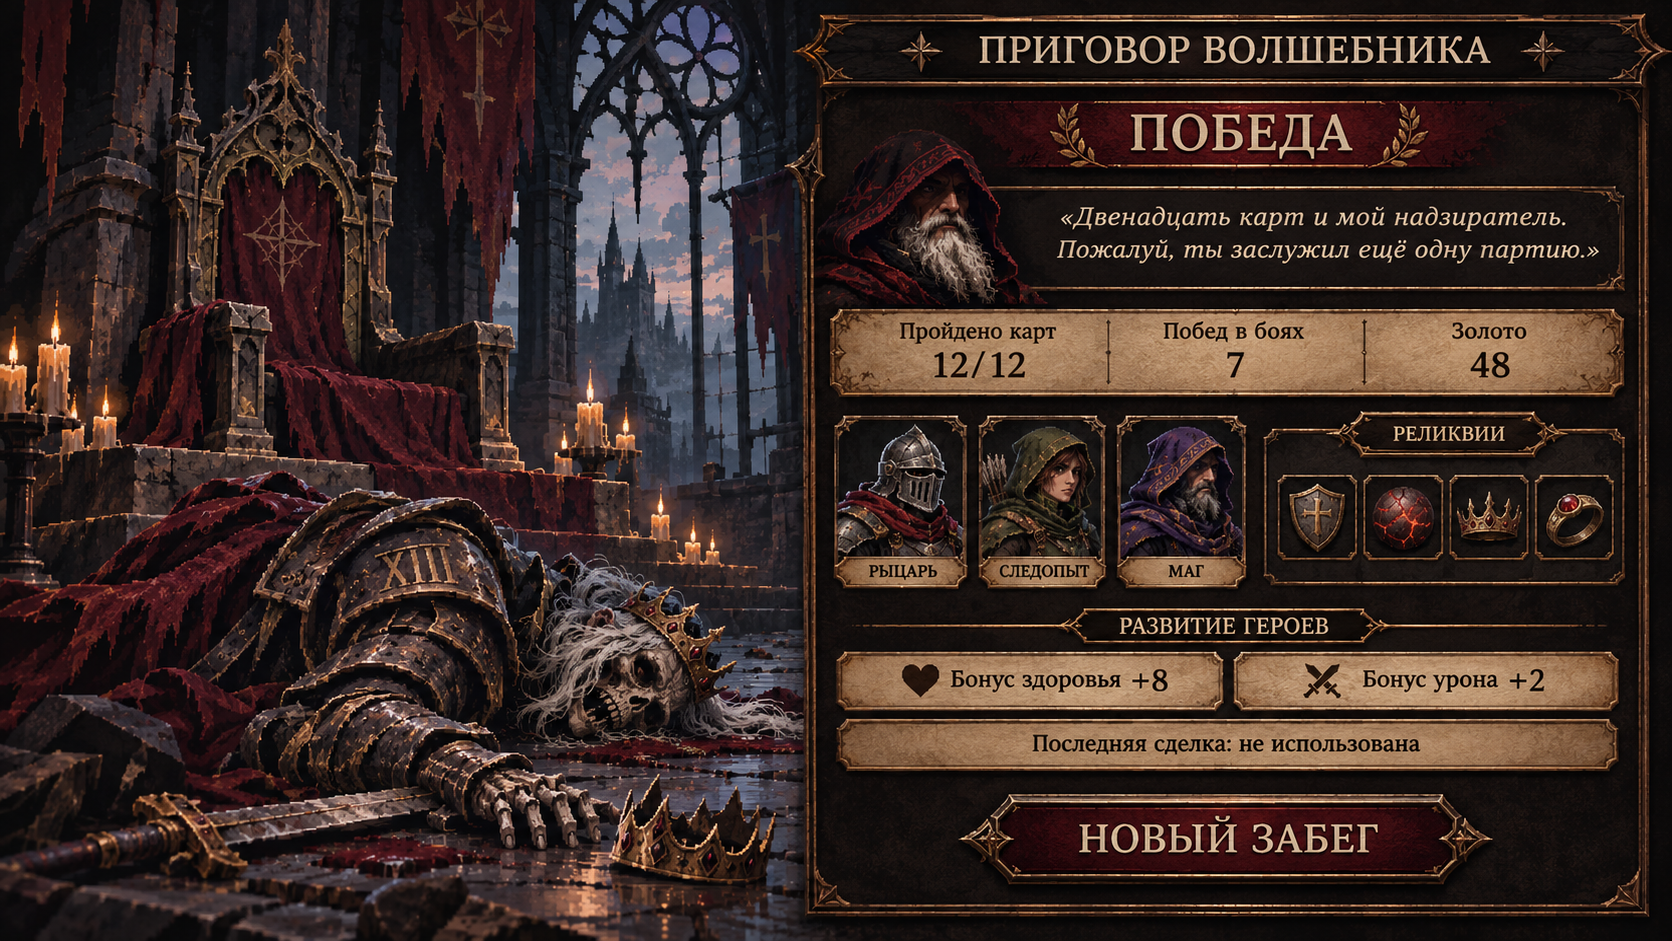 ПРИГОВОР ВОЛШЕБНИКА
ПОБЕДА
«Двенадцать карт и мой надзиратель.
Пожалуй, ты заслужил ещё одну партию.»
Пройдено карт
12/12
Побед в боях
7
Золото
48
РЫЦАРЬ
СЛЕДОПЫТ
МАГ
РЕЛИКВИИ
РАЗВИТИЕ ГЕРОЕВ
Бонус здоровья +8
Бонус урона +2
Последняя сделка: не использована
НОВЫЙ ЗАБЕГ
XIII